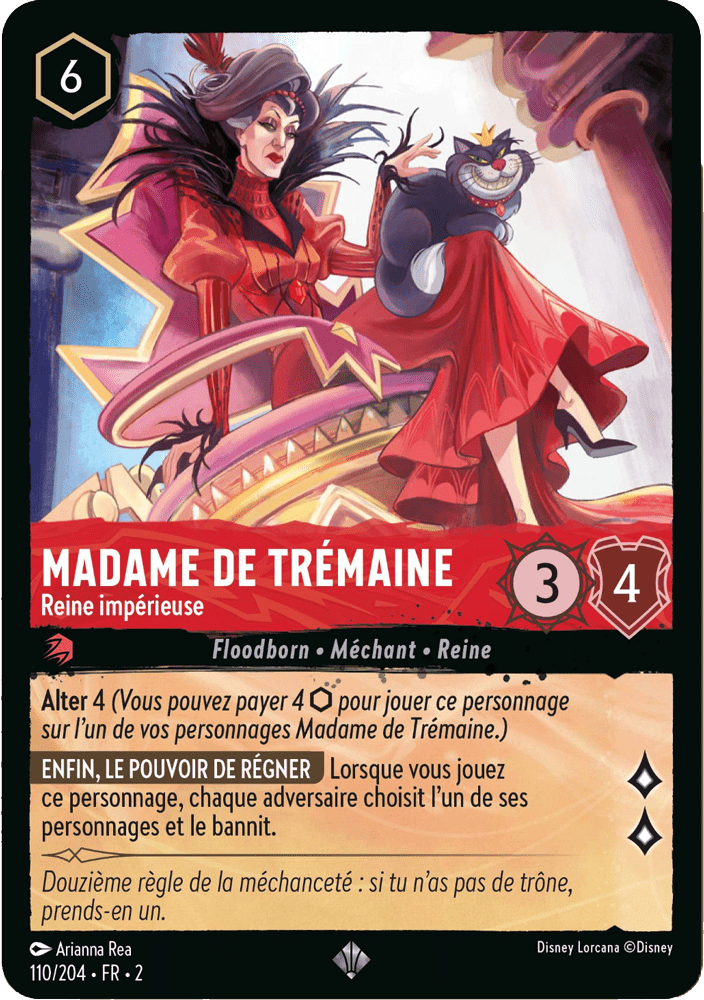 6
MADAME DE TRÉMAINE
Reine impérieuse
3
4
Floodborn • Méchant • Reine
Alter 4 (Vous pouvez payer 4 pour jouer ce personnage
sur l'un de vos personnages Madame de Trémaine.)
ENFIN, LE POUVOIR DE RÉGNER Lorsque vous jouez
ce personnage, chaque adversaire choisit l'un de ses
personnages et le bannit.
Douzième règle de la méchanceté : si tu n'as pas de trône,
prends-en un.
Arianna Rea
Disney Lorcana ©Disney
110/204 • FR • 2